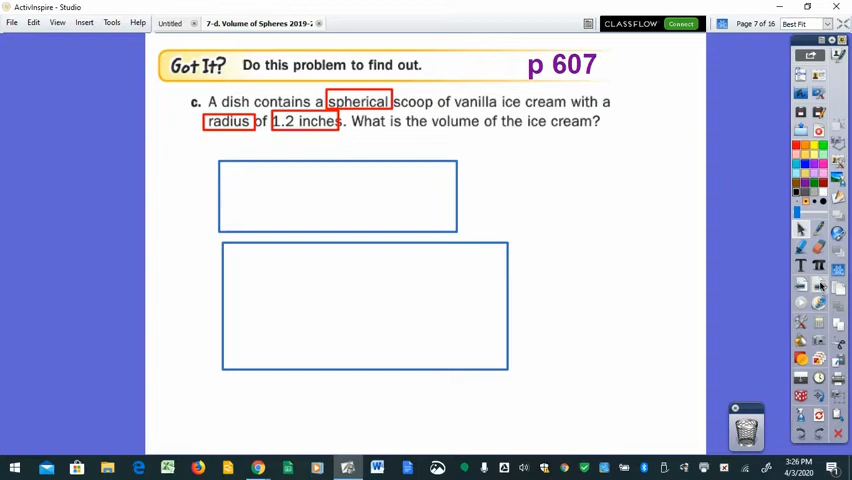 ActivInspire - Studio
File Edit View Insert Tools Help
Untitled
7-d. Volume of Spheres 2019-2
CLASSFLOW Connect
Page 7 of 16
Best Fit
Got It? Do this problem to find out.
p 607
c. A dish contains a spherical scoop of vanilla ice cream with a
radius of 1.2 inches. What is the volume of the ice cream?
3:26 PM
4/3/2020